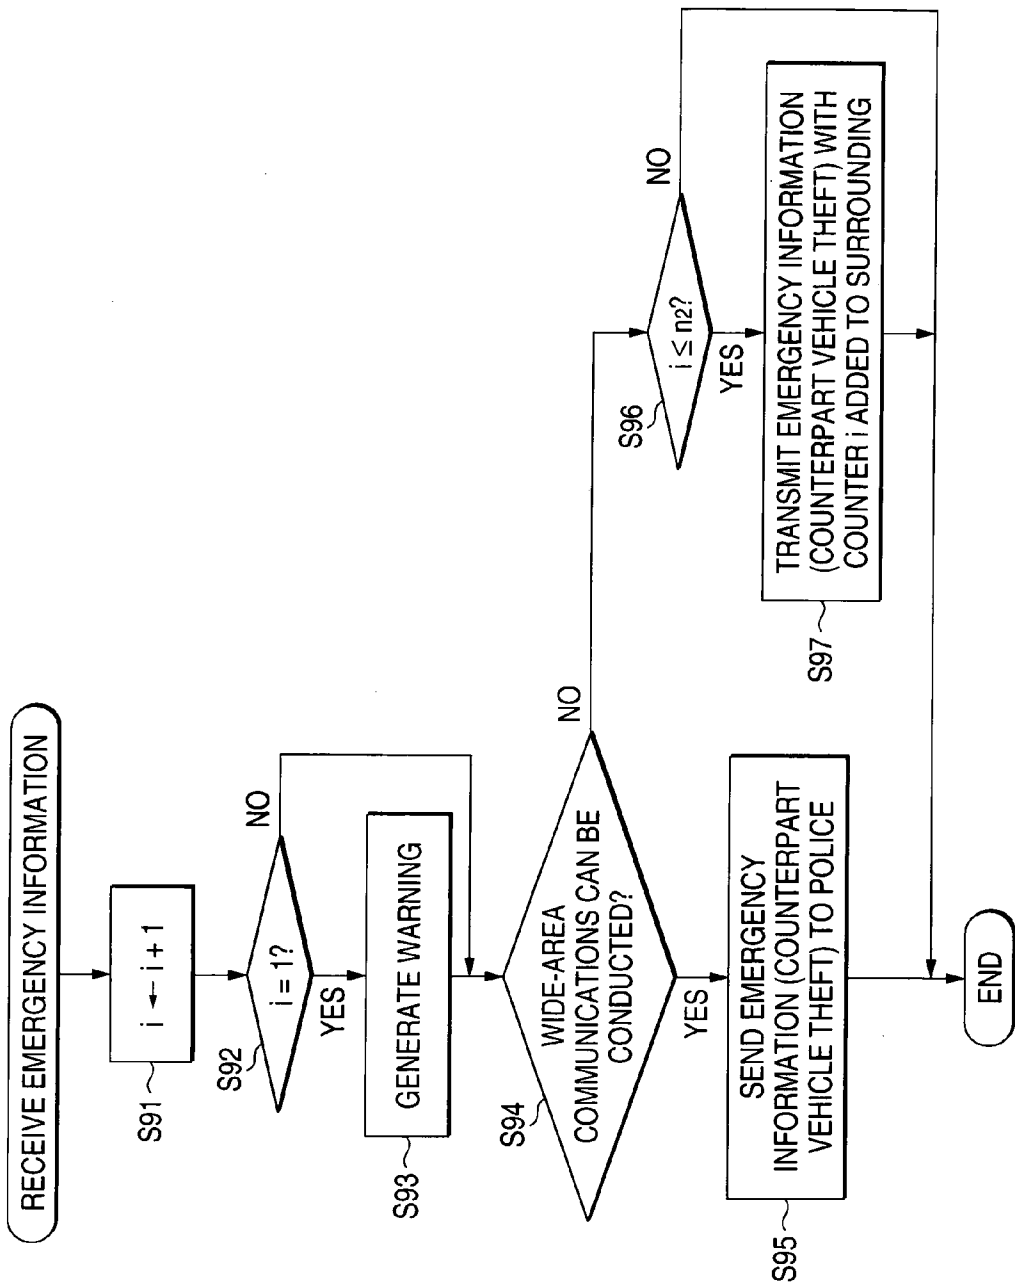 RECEIVE EMERGENCY INFORMATION
S91
i ← i + 1
S92
i = 1?
NO
YES
S93
GENERATE WARNING
S94
WIDE-AREA
COMMUNICATIONS CAN BE
CONDUCTED?
NO
YES
S95
SEND EMERGENCY
INFORMATION (COUNTERPART
VEHICLE THEFT) TO POLICE
S96
i ≤ n2?
NO
YES
S97
TRANSMIT EMERGENCY INFORMATION
(COUNTERPART VEHICLE THEFT) WITH
COUNTER i ADDED TO SURROUNDING
END